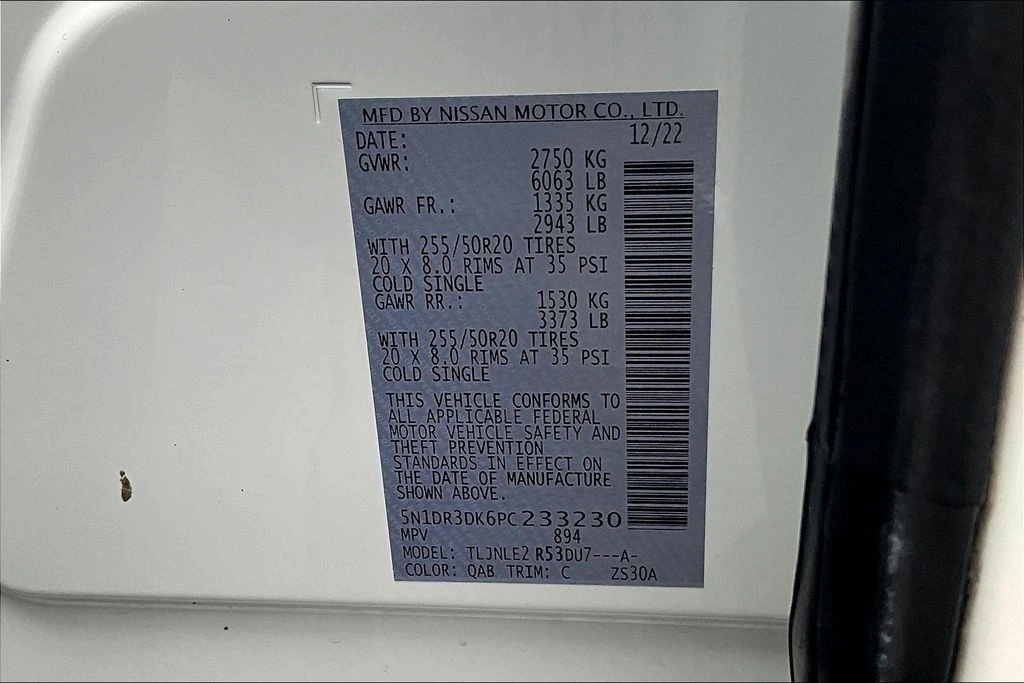 MFD BY NISSAN MOTOR CO., LTD.
DATE: 12/22
GVWR: 2750 KG
6063 LB
GAWR FR.: 1335 KG
2943 LB
WITH 255/50R20 TIRES
20 X 8.0 RIMS AT 35 PSI
COLD SINGLE
GAWR RR.: 1530 KG
3373 LB
WITH 255/50R20 TIRES
20 X 8.0 RIMS AT 35 PSI
COLD SINGLE
THIS VEHICLE CONFORMS TO
ALL APPLICABLE FEDERAL
MOTOR VEHICLE SAFETY AND
THEFT PREVENTION
STANDARDS IN EFFECT ON
THE DATE OF MANUFACTURE
SHOWN ABOVE.
5N1DR3DK6PC233230
MPV 894
MODEL: TLJNLE2 R53DU7---A-
COLOR: QAB TRIM: C ZS30A